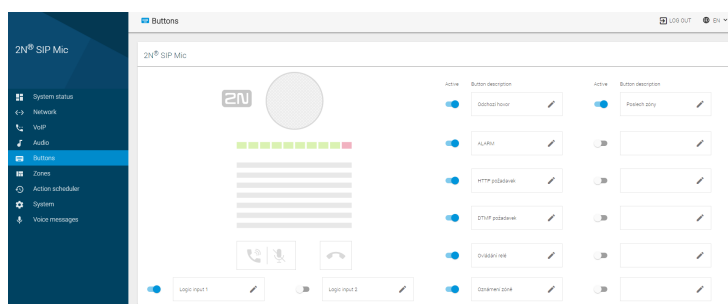 Buttons
LOG OUT
EN
2N® SIP Mic
2N® SIP Mic
System status
Network
VoIP
Audio
Buttons
Zones
Action scheduler
System
Voice messages
2N
Active Button description Active Button description
Odchozí hovor Poslech zóny
ALARM
HTTP požadavek
DTMF požadavek
Ovládání relé
Logic input 1 Logic input 2 Oznámení zóně